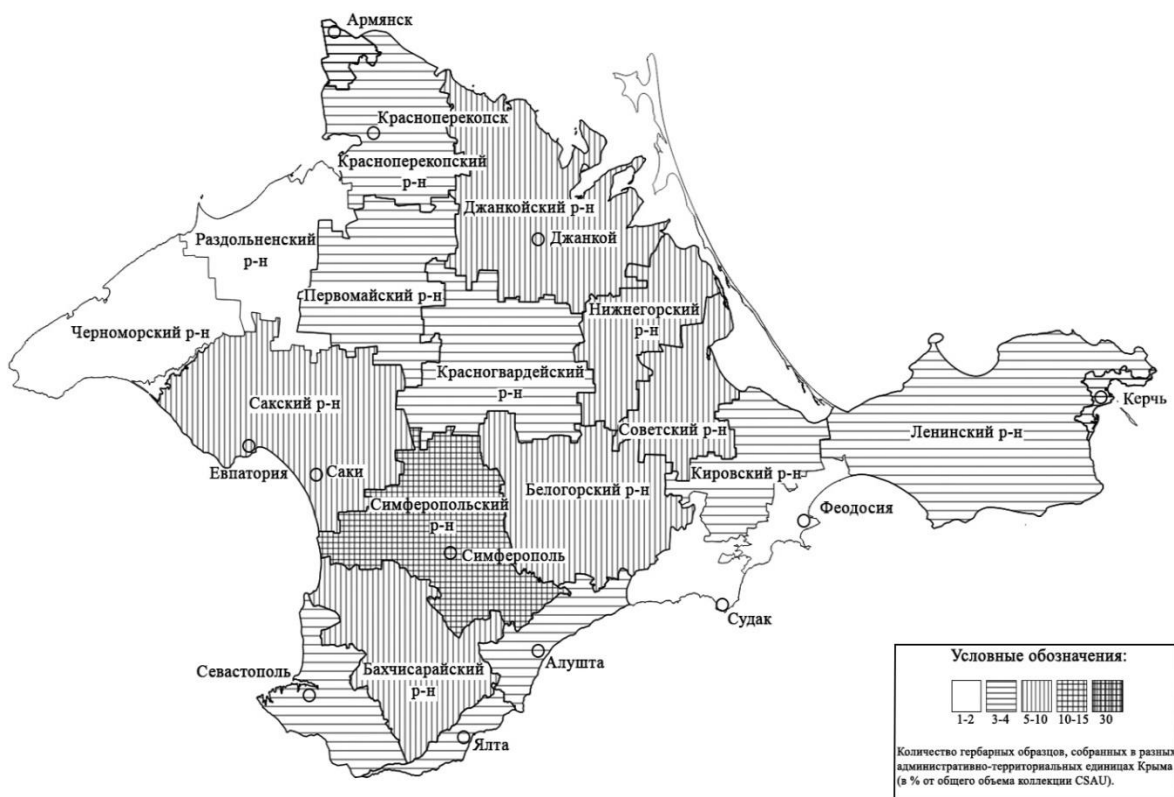 Армянск
Красноперекопск
Красноперекопский
р-н
Джанкойский р-н
Джанкой
Раздольненский
р-н
Первомайский р-н
Нижнегорский
р-н
Черноморский р-н
Красногвардейский
р-н
Сакский р-н
Керчь
Советский р-н
Ленинский р-н
Евпатория
Саки
Кировский р-н
Белогорский р-н
Симферопольский
р-н
Феодосия
Симферополь
Судак
Алушта
Севастополь
Бахчисарайский
р-н
Ялта
Условные обозначения:
1-2 3-4 5-10 10-15 30
Количество гербарных образцов, собранных в разных
административно-территориальных единицах Крыма
(в % от общего объема коллекции CSAU).